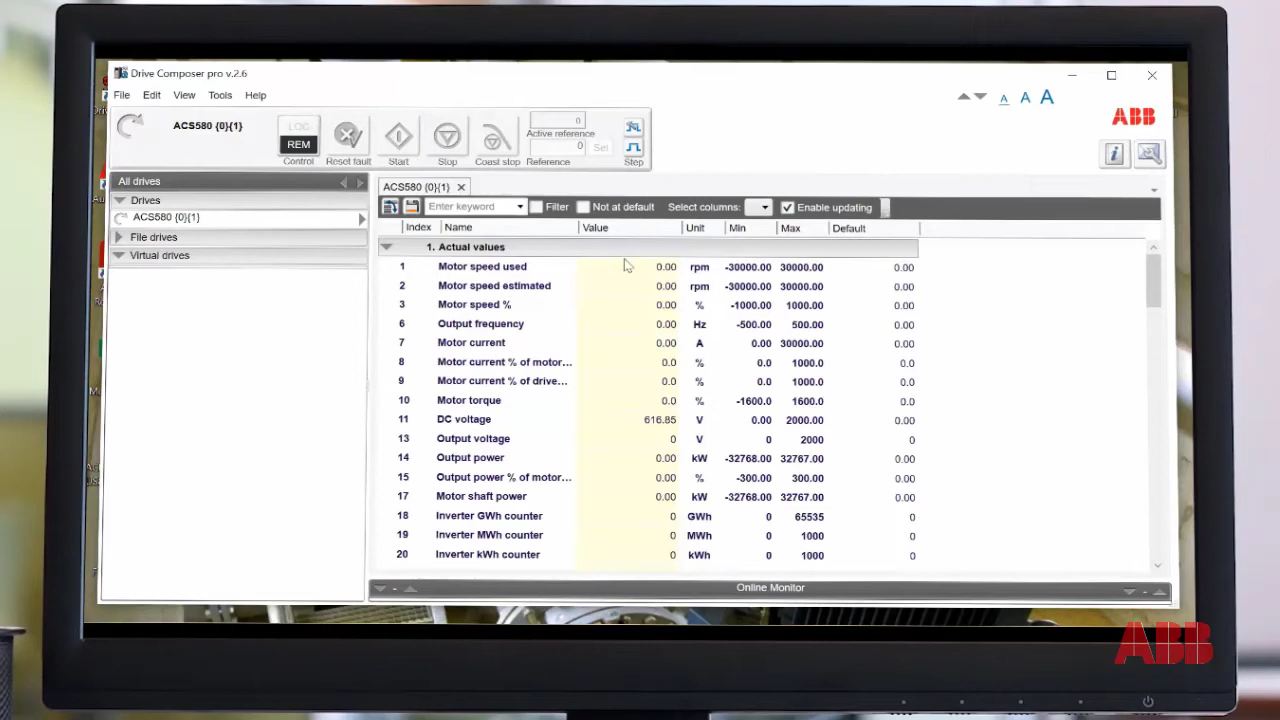 Drive Composer pro v.2.6
File Edit View Tools Help
A A A
ABB
ACS580 {0}{1}
LOC
REM
Control Reset fault Start Stop Coast stop
0
Active reference
0 Set
Reference
Step
All drives
Drives
ACS580 {0}{1}
File drives
Virtual drives
ACS580 {0}{1}
Enter keyword Filter Not at default Select columns: Enable updating
Index Name Value Unit Min Max Default
1. Actual values
1 Motor speed used 0.00 rpm -30000.00 30000.00 0.00
2 Motor speed estimated 0.00 rpm -30000.00 30000.00 0.00
3 Motor speed % 0.00 % -1000.00 1000.00 0.00
6 Output frequency 0.00 Hz -500.00 500.00 0.00
7 Motor current 0.00 A 0.00 30000.00 0.00
8 Motor current % of motor... 0.0 % 0.0 1000.0 0.0
9 Motor current % of drive... 0.0 % 0.0 1000.0 0.0
10 Motor torque 0.0 % -1600.0 1600.0 0.0
11 DC voltage 616.85 V 0.00 2000.00 0.00
13 Output voltage 0 V 0 2000 0
14 Output power 0.00 kW -32768.00 32767.00 0.00
15 Output power % of motor... 0.00 % -300.00 300.00 0.00
17 Motor shaft power 0.00 kW -32768.00 32767.00 0.00
18 Inverter GWh counter 0 GWh 0 65535 0
19 Inverter MWh counter 0 MWh 0 1000 0
20 Inverter kWh counter 0 kWh 0 1000 0
Online Monitor
ABB